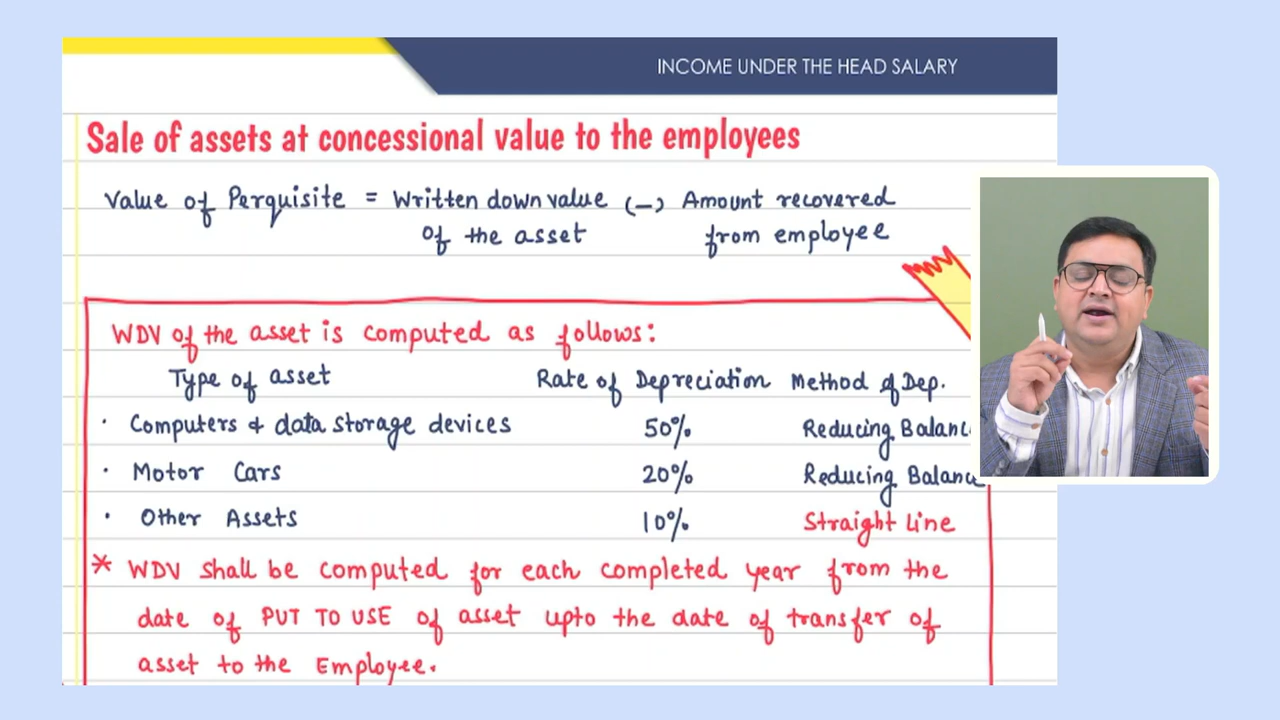 INCOME UNDER THE HEAD SALARY
Sale of assets at concessional value to the employees
Value of Perquisite = Written down value (−) Amount recovered
of the asset from employee
WDV of the asset is computed as follows:
Type of asset Rate of Depreciation Method of Dep.
· Computers & data storage devices 50% Reducing Balanc
· Motor Cars 20% Reducing Balance
· Other Assets 10% Straight Line
* WDV shall be computed for each completed year from the
date of PUT TO USE of asset upto the date of transfer of
asset to the Employee.